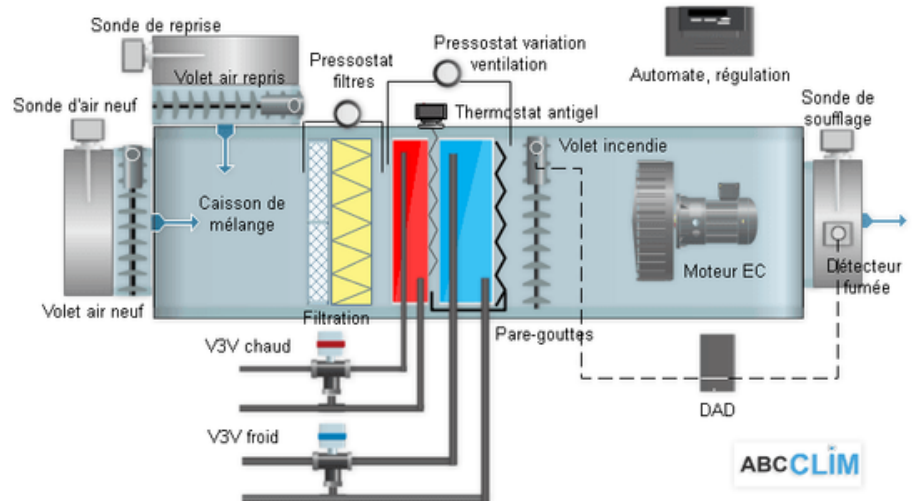 Sonde de reprise
Volet air repris
Pressostat
filtres
Pressostat variation
ventilation
Automate, régulation
Sonde d'air neuf
Thermostat antigel
Sonde de
soufflage
Volet incendie
Caisson de
mélange
Moteur EC
Détecteur
fumée
Volet air neuf
Filtration
Pare-gouttes
V3V chaud
DAD
V3V froid
ABC CLIM